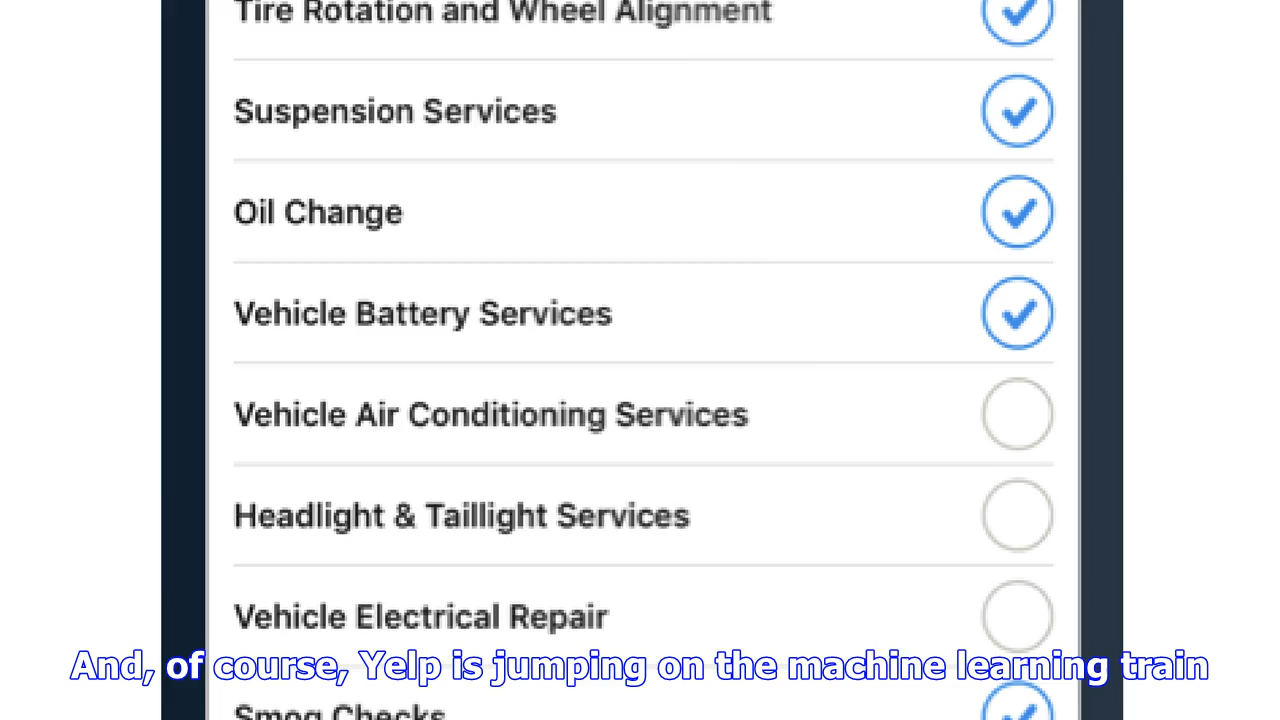 Tire Rotation and Wheel Alignment
Suspension Services
Oil Change
Vehicle Battery Services
Vehicle Air Conditioning Services
Headlight & Taillight Services
Vehicle Electrical Repair
And, of course, Yelp is jumping on the machine learning train
Smog Checks